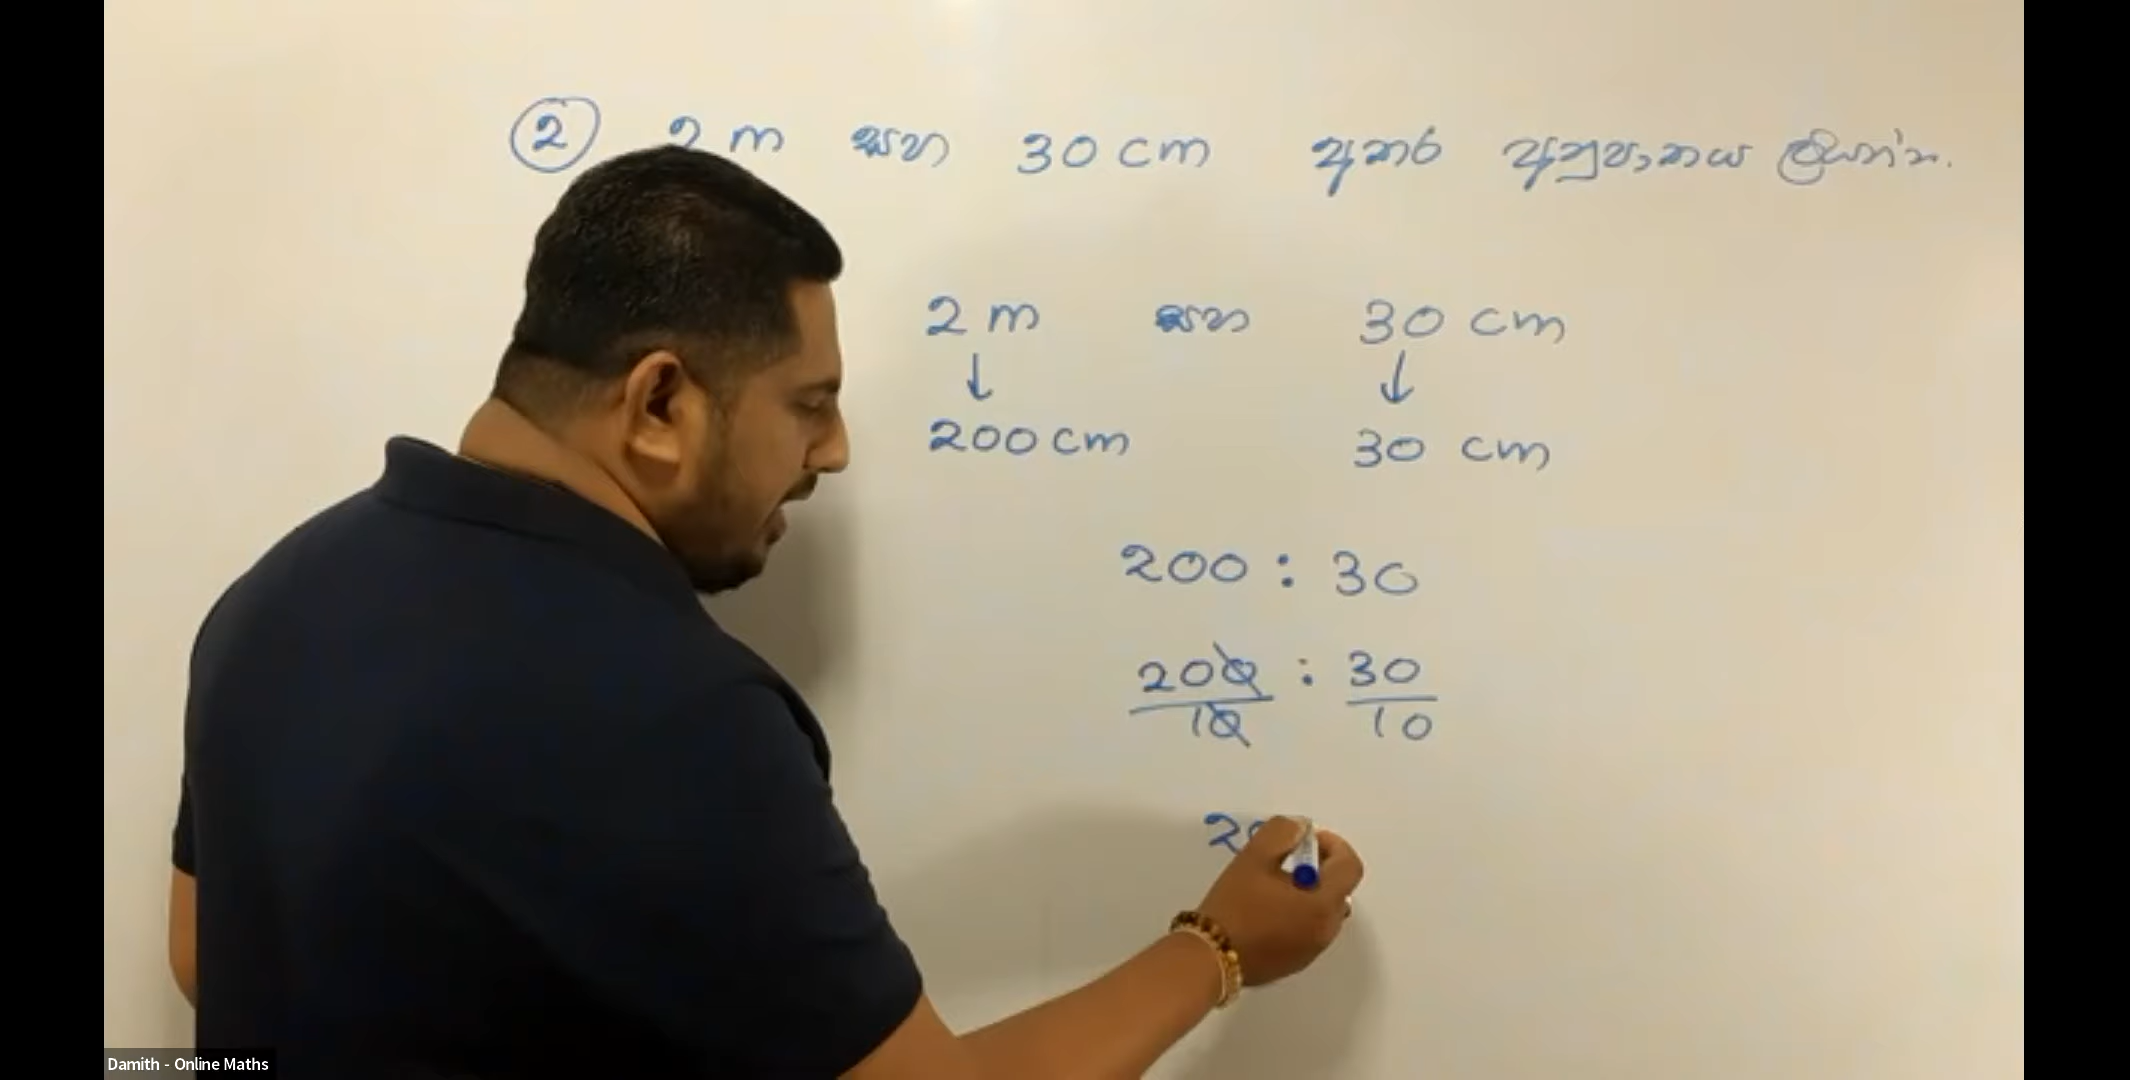 2 2 m සහ 30 cm අතර අනුපාතය ලියන්න.
2 m සහ 30 cm
↓ ↓
200 cm 30 cm
200 : 30
200 : 30
10 10
20
Damith - Online Maths